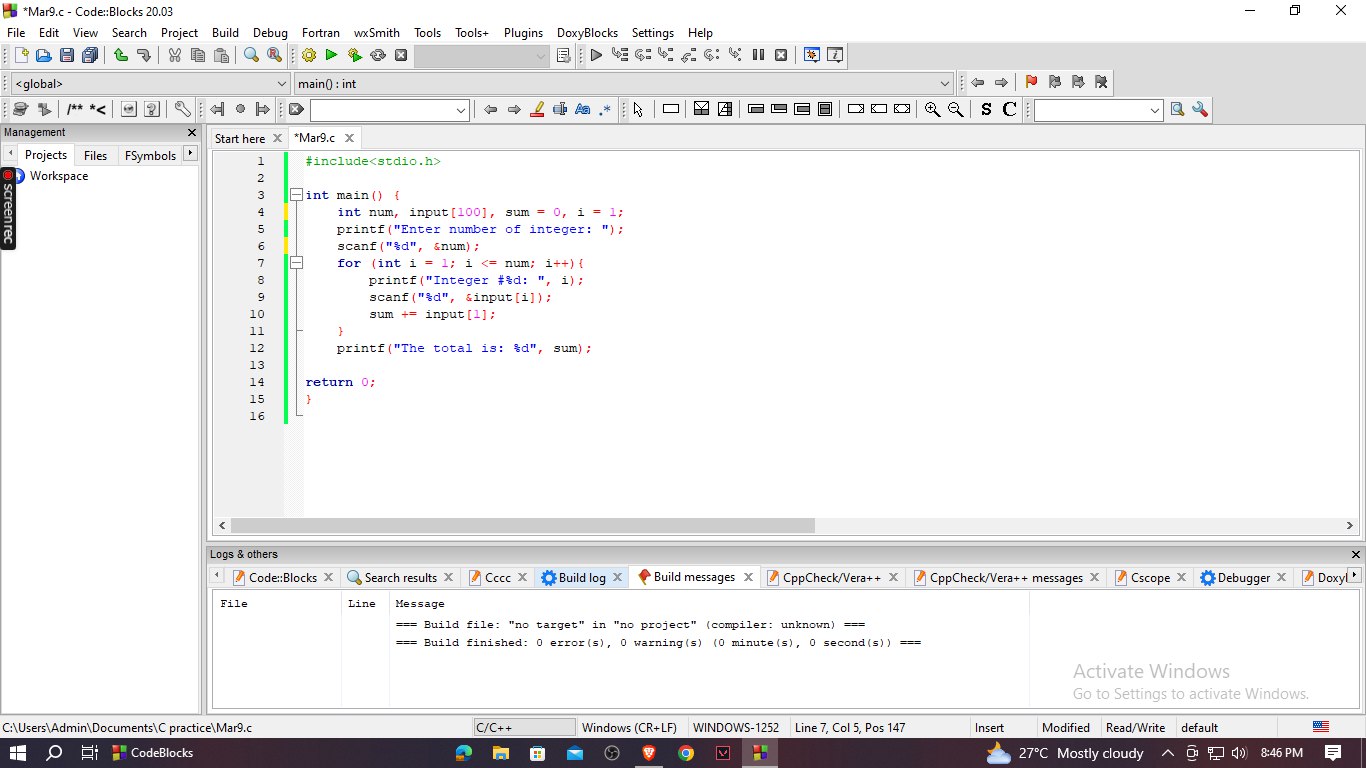 *Mar9.c - Code::Blocks 20.03
File Edit View Search Project Build Debug Fortran wxSmith Tools Tools+ Plugins DoxyBlocks Settings Help
<global> main() : int
/** *< Aa .* S C
Management
Projects Files FSymbols
Workspace
screenrec
Start here *Mar9.c
1 #include<stdio.h>
2
3 int main() {
4 int num, input[100], sum = 0, i = 1;
5 printf("Enter number of integer: ");
6 scanf("%d", &num);
7 for (int i = 1; i <= num; i++){
8 printf("Integer #%d: ", i);
9 scanf("%d", &input[i]);
10 sum += input[1];
11 }
12 printf("The total is: %d", sum);
13
14 return 0;
15 }
16
Logs & others
Code::Blocks Search results Cccc Build log Build messages CppCheck/Vera++ CppCheck/Vera++ messages Cscope Debugger Doxyl
File Line Message
=== Build file: "no target" in "no project" (compiler: unknown) ===
=== Build finished: 0 error(s), 0 warning(s) (0 minute(s), 0 second(s)) ===
Activate Windows
Go to Settings to activate Windows.
C:\Users\Admin\Documents\C practice\Mar9.c C/C++ Windows (CR+LF) WINDOWS-1252 Line 7, Col 5, Pos 147 Insert Modified Read/Write default
CodeBlocks 27°C Mostly cloudy 8:46 PM